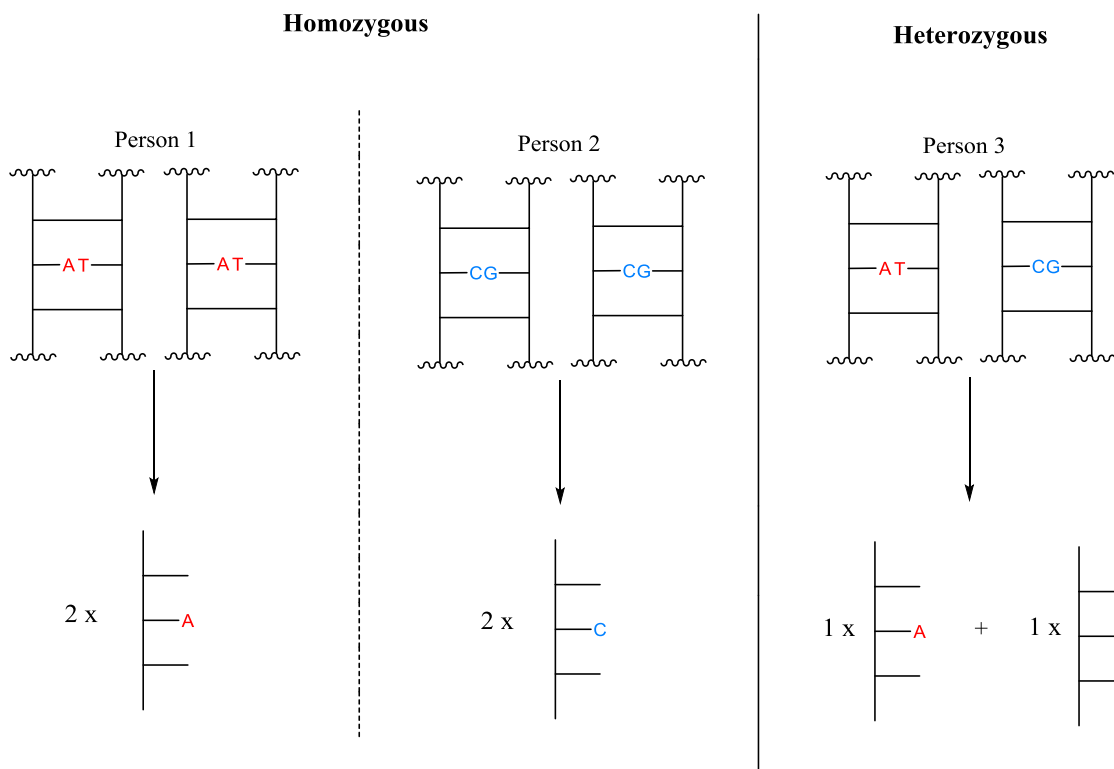 Homozygous
Heterozygous
Person 1
Person 2
Person 3
AT
AT
CG
CG
AT
CG
2 x
A
2 x
C
1 x
A
+
1 x